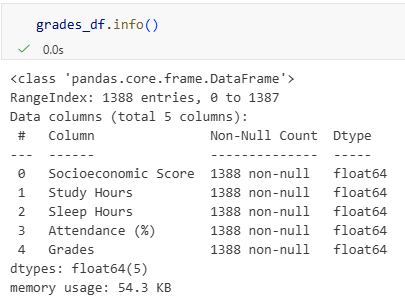 grades_df.info()
0.0s
<class 'pandas.core.frame.DataFrame'>
RangeIndex: 1388 entries, 0 to 1387
Data columns (total 5 columns):
 #   Column               Non-Null Count  Dtype
---  ------               --------------  -----
 0   Socioeconomic Score  1388 non-null   float64
 1   Study Hours          1388 non-null   float64
 2   Sleep Hours          1388 non-null   float64
 3   Attendance (%)       1388 non-null   float64
 4   Grades               1388 non-null   float64
dtypes: float64(5)
memory usage: 54.3 KB